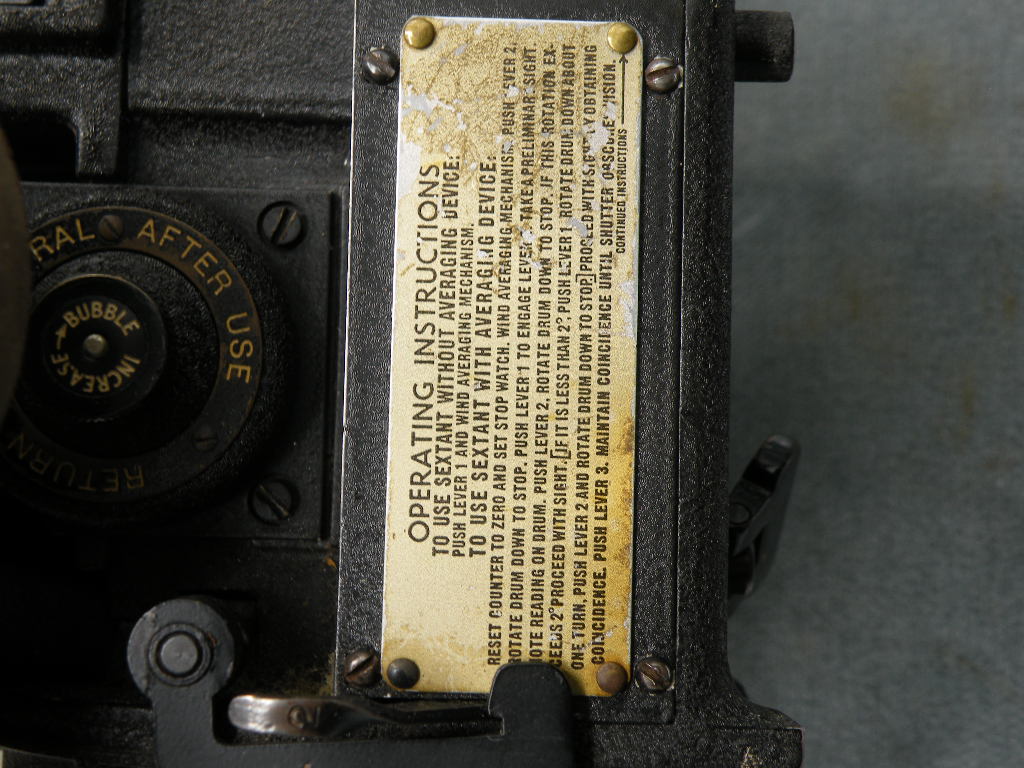 OPERATING INSTRUCTIONS
TO USE SEXTANT WITHOUT AVERAGING DEVICE:
PUSH LEVER 1 AND WIND AVERAGING MECHANISM.
TO USE SEXTANT WITH AVERAGING DEVICE:
RESET COUNTER TO ZERO AND SET STOP WATCH. WIND AVERAGING MECHANISM. PUSH LEVER 2,
ROTATE DRUM DOWN TO STOP. PUSH LEVER 1 TO ENGAGE LEVER. TAKE A PRELIMINARY SIGHT.
NOTE READING ON DRUM. PUSH LEVER 2, ROTATE DRUM DOWN TO STOP. IF THIS ROTATION EX-
CEEDS 2° PROCEED WITH SIGHT. [IF IT IS LESS THAN 2° PUSH LEVER 1, ROTATE DRUM DOWN ABOUT
ONE TURN, PUSH LEVER 2 AND ROTATE DRUM DOWN TO STOP.] PROCEED WITH SIGHT BY OBTAINING
COINCIDENCE. PUSH LEVER 3. MAINTAIN COINCIDENCE UNTIL SHUTTER OBSCURES VISION.
CONTINUED INSTRUCTIONS
RAL AFTER USE
RETURN
BUBBLE
INCREASE